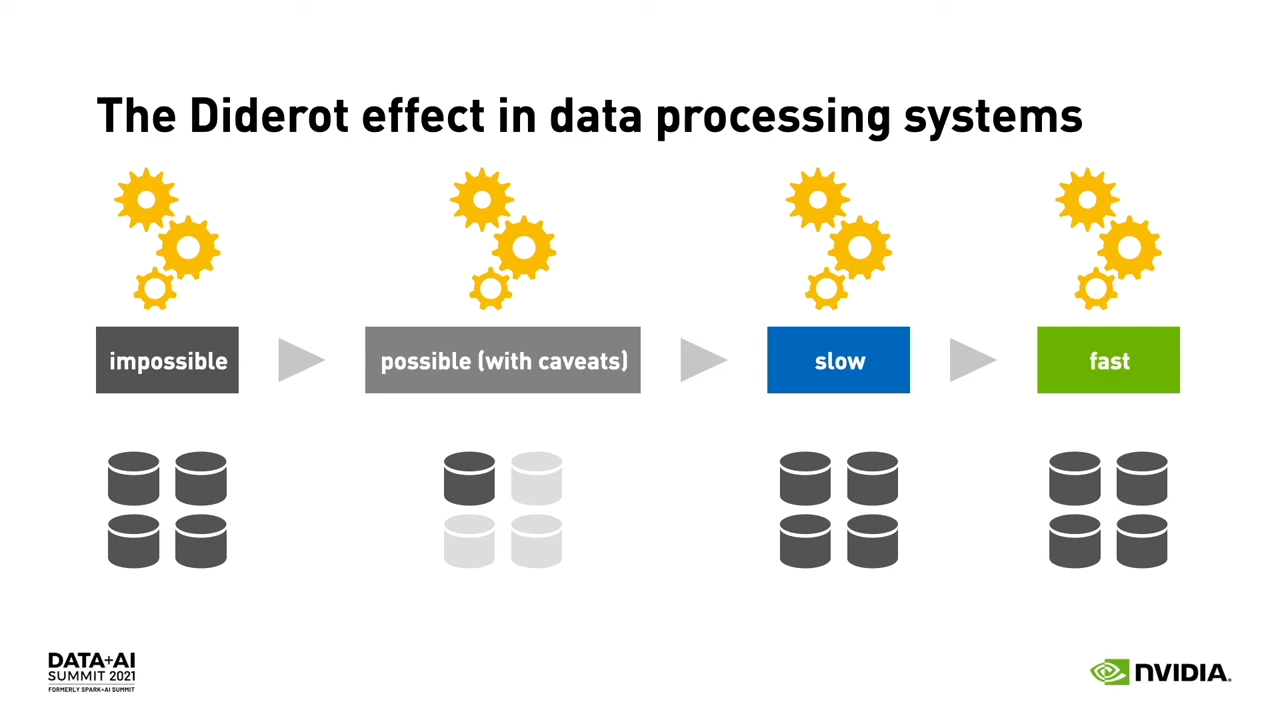 The Diderot effect in data processing systems
impossible
possible (with caveats)
slow
fast
DATA+AI
SUMMIT 2021
FORMERLY SPARK+AI SUMMIT
NVIDIA.